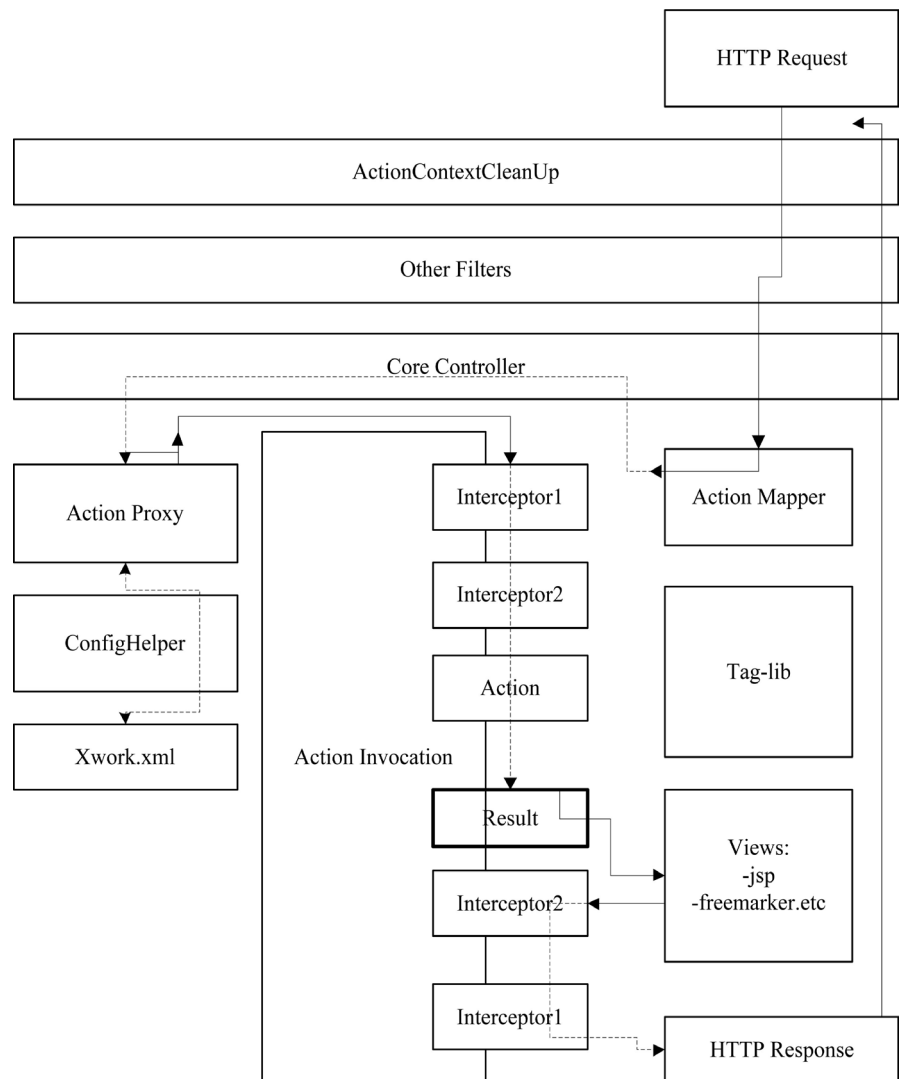 HTTP Request
ActionContextCleanUp
Other Filters
Core Controller
Action Proxy
Interceptor1
Action Mapper
Interceptor2
ConfigHelper
Action
Tag-lib
Xwork.xml
Action Invocation
Result
Views:
-jsp
-freemarker.etc
Interceptor2
Interceptor1
HTTP Response